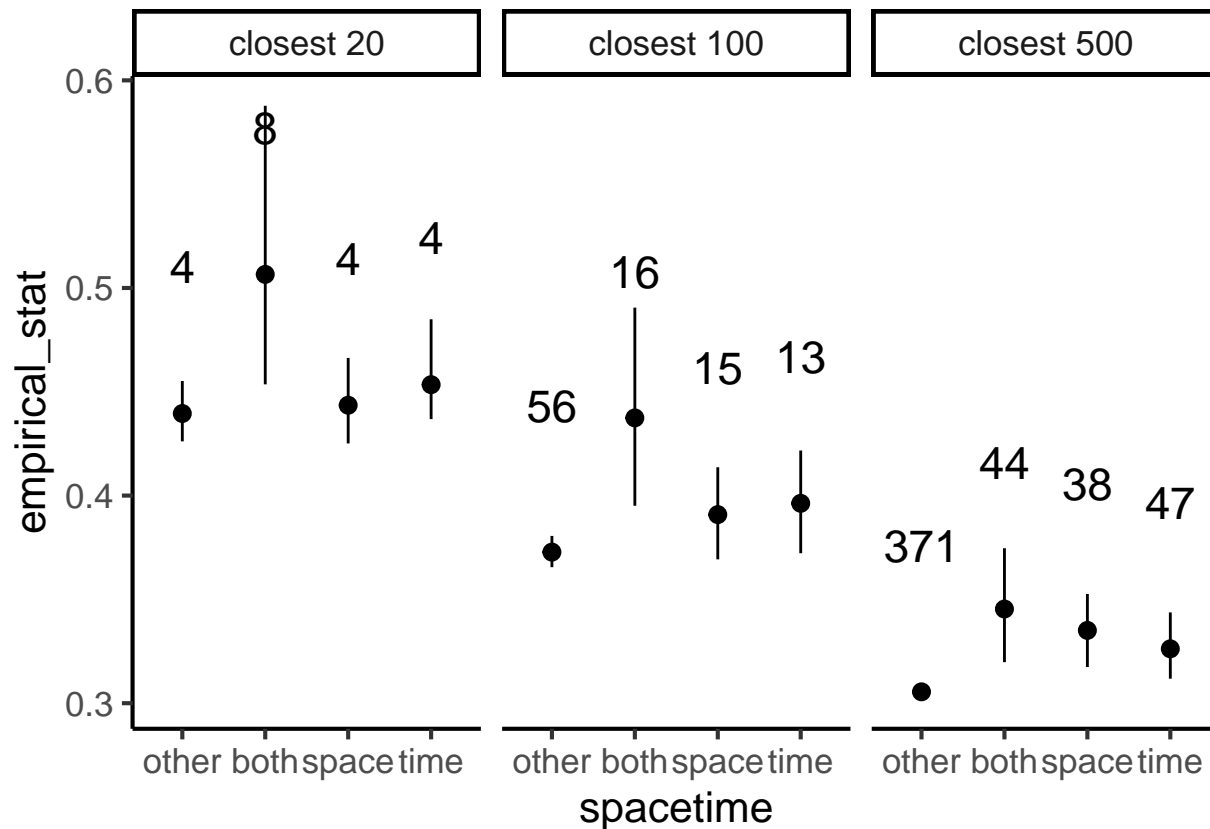 closest 20 closest 100 closest 500
0.6
0.5
0.4
0.3
empirical_stat
4 8 4 4
56 16 15 13
371 44 38 47
other both space time other both space time other both space time
spacetime